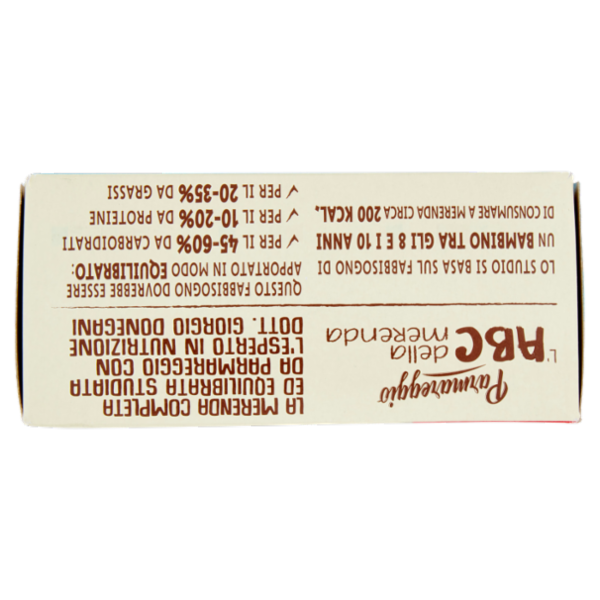 Parmareggio
L'ABC della merenda
LA MERENDA COMPLETA
ED EQUILIBRATA STUDIATA
DA PARMAREGGIO CON
L'ESPERTO IN NUTRIZIONE
DOTT. GIORGIO DONEGANI
LO STUDIO SI BASA SUL FABBISOGNO DI
UN BAMBINO TRA GLI 8 E I 10 ANNI
DI CONSUMARE A MERENDA CIRCA 200 KCAL.
QUESTO FABBISOGNO DOVREBBE ESSERE
APPORTATO IN MODO EQUILIBRATO:
✓ PER IL 45-60% DA CARBOIDRATI
✓ PER IL 10-20% DA PROTEINE
✓ PER IL 20-35% DA GRASSI